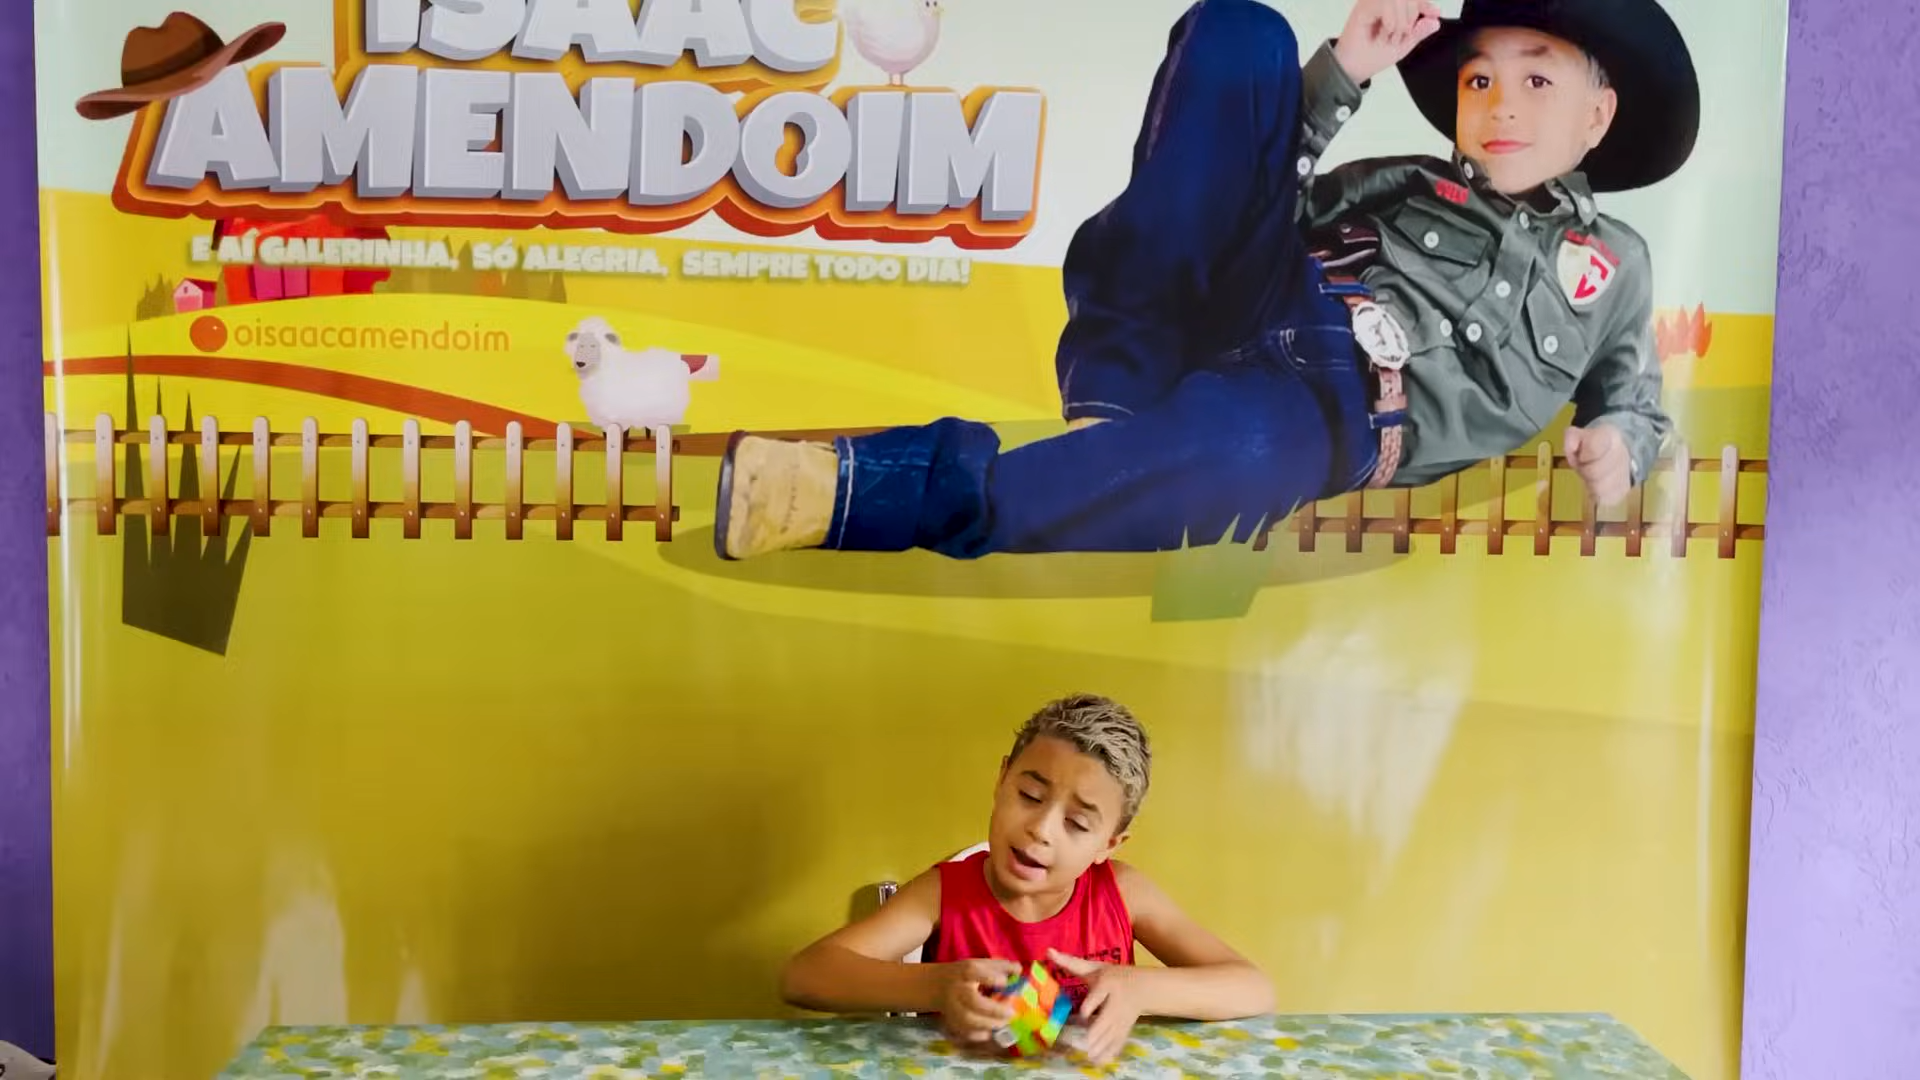 ISAAC
AMENDOIM
E AÍ GALERINHA, SÓ ALEGRIA, SEMPRE TODO DIA!
oisaacamendoim